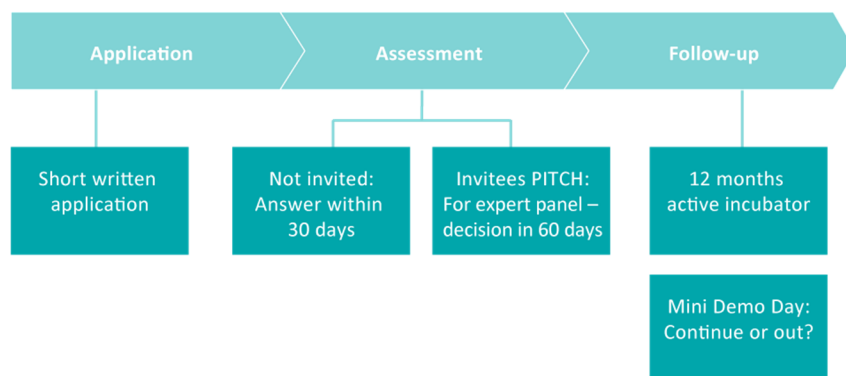 Application
Assessment
Follow-up
Short written
application
Not invited:
Answer within
30 days
Invitees PITCH:
For expert panel –
decision in 60 days
12 months
active incubator
Mini Demo Day:
Continue or out?